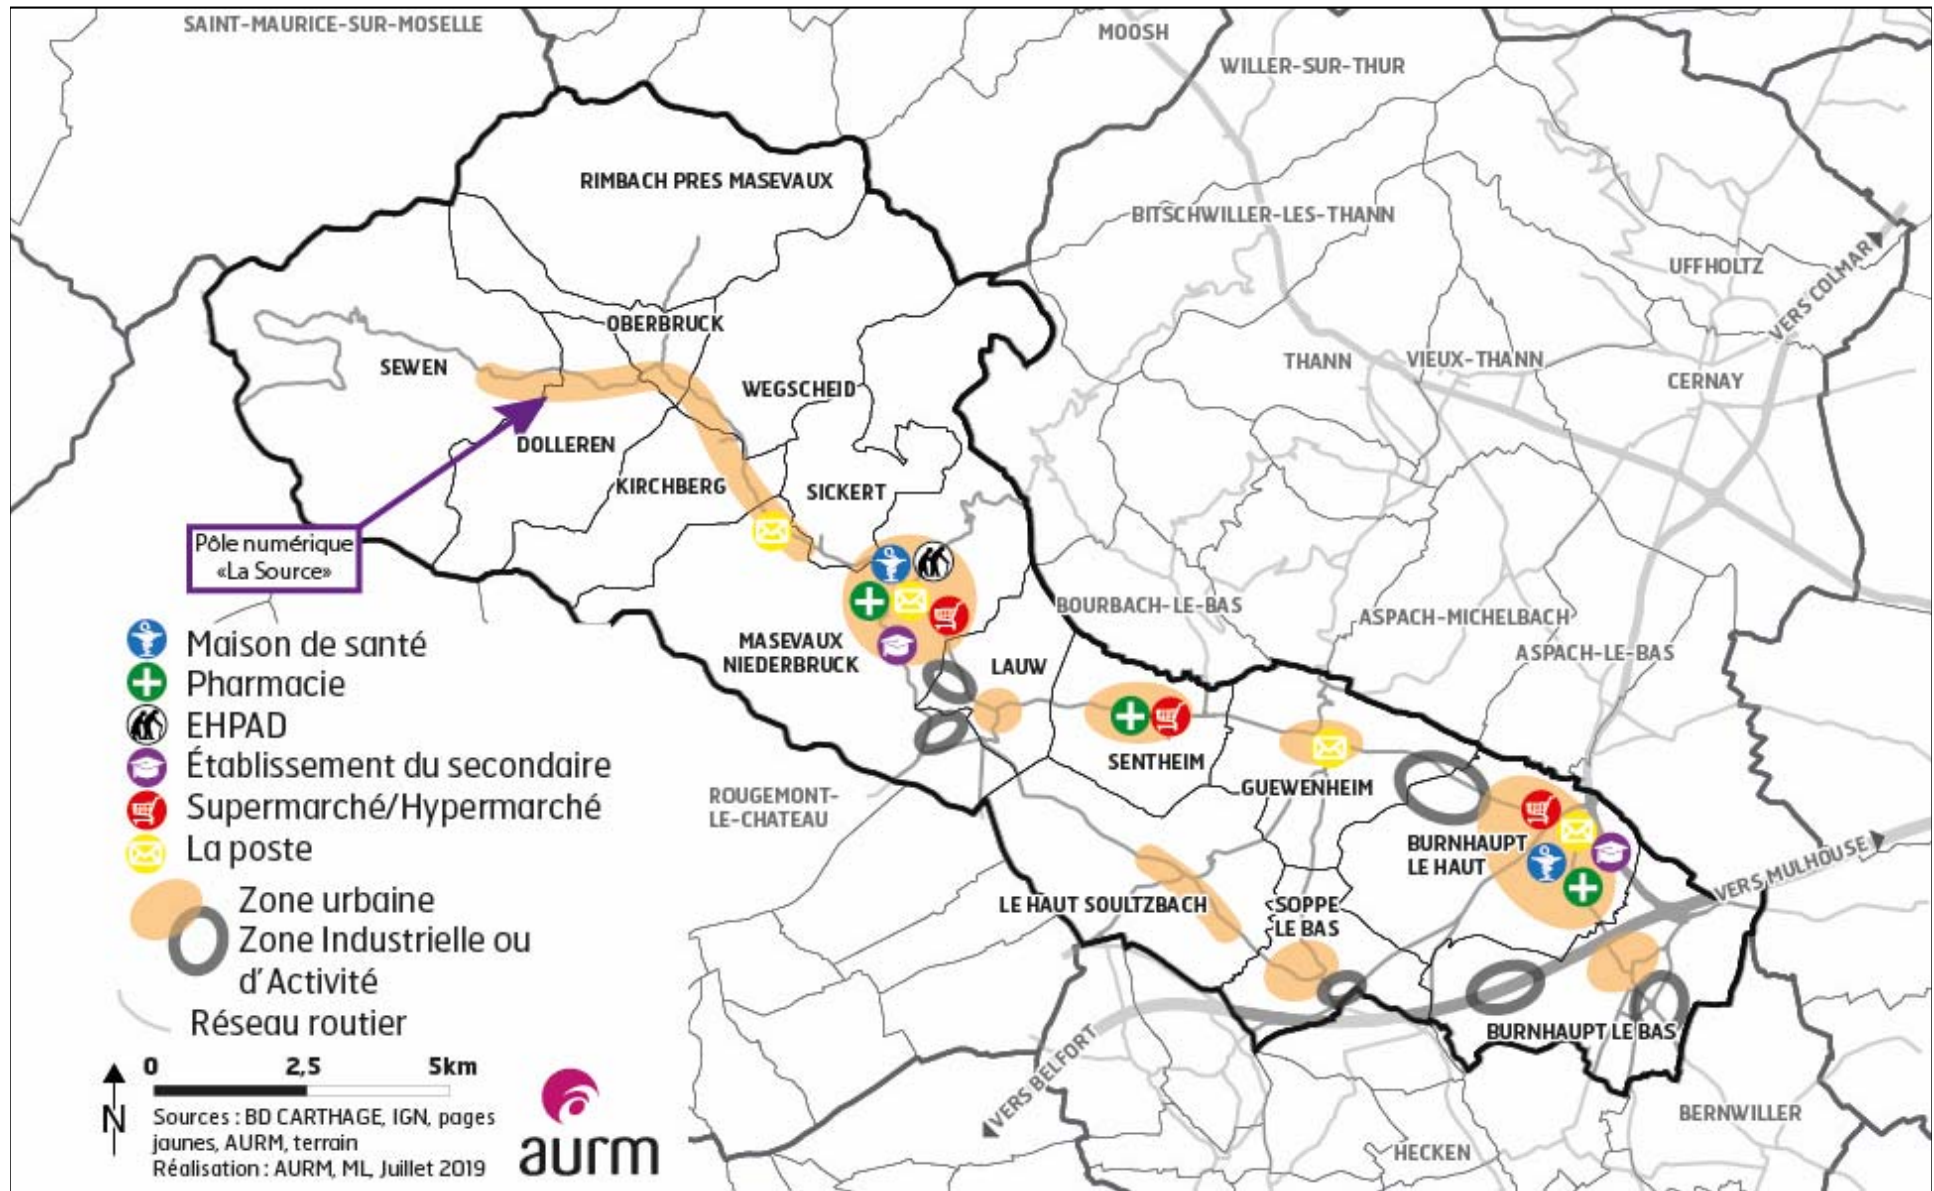 SAINT-MAURICE-SUR-MOSELLE
MOOSH
WILLER-SUR-THUR
RIMBACH PRES MASEVAUX
BITSCHWILLER-LES-THANN
UFFHOLTZ
VERS COLMAR
OBERBRUCK
SEWEN
WEGSCHEID
THANN
VIEUX-THANN
CERNAY
DOLLEREN
KIRCHBERG
SICKERT
Pôle numérique
«La Source»
BOURBACH-LE-BAS
ASPACH-MICHELBACH
ASPACH-LE-BAS
MASEVAUX
NIEDERBRUCK
LAUW
SENTHEIM
GUEWENHEIM
ROUGEMONT-
LE-CHATEAU
BURNHAUPT
LE HAUT
VERS MULHOUSE
LE HAUT SOULTZBACH
SOPPE
LE BAS
BURNHAUPT LE BAS
VERS BELFORT
BERNWILLER
HECKEN
Maison de santé
Pharmacie
EHPAD
Établissement du secondaire
Supermarché/Hypermarché
La poste
Zone urbaine
Zone Industrielle ou
d'Activité
Réseau routier
0 2,5 5km
N
Sources : BD CARTHAGE, IGN, pages
jaunes, AURM, terrain
Réalisation : AURM, ML, Juillet 2019
aurm